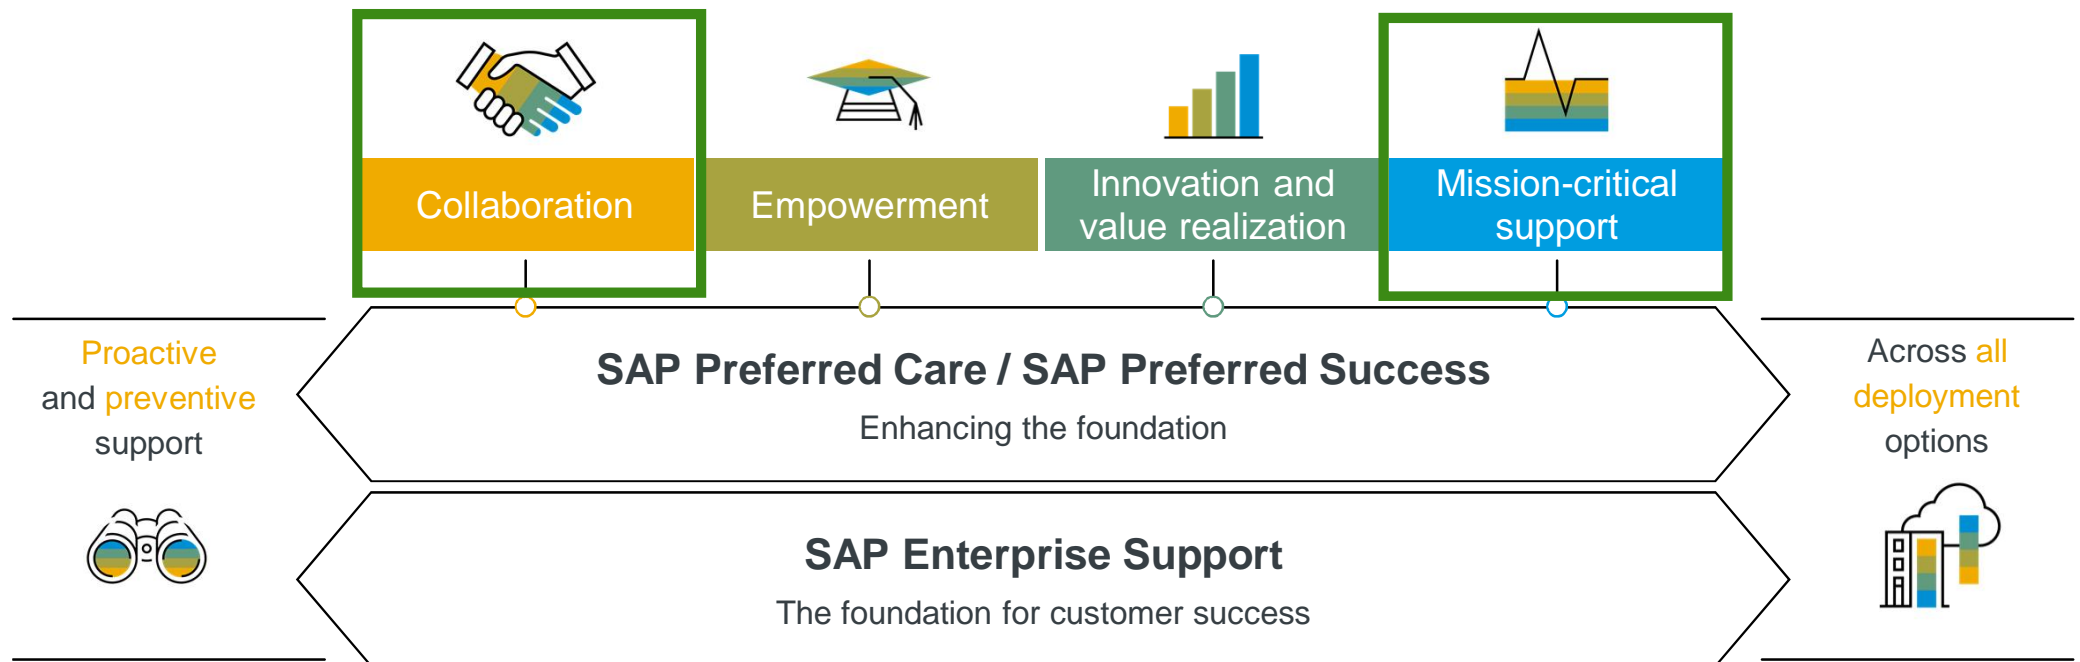 Collaboration
Empowerment
Innovation and
value realization
Mission-critical
support
Proactive
and preventive
support
SAP Preferred Care / SAP Preferred Success
Enhancing the foundation
Across all
deployment
options
SAP Enterprise Support
The foundation for customer success